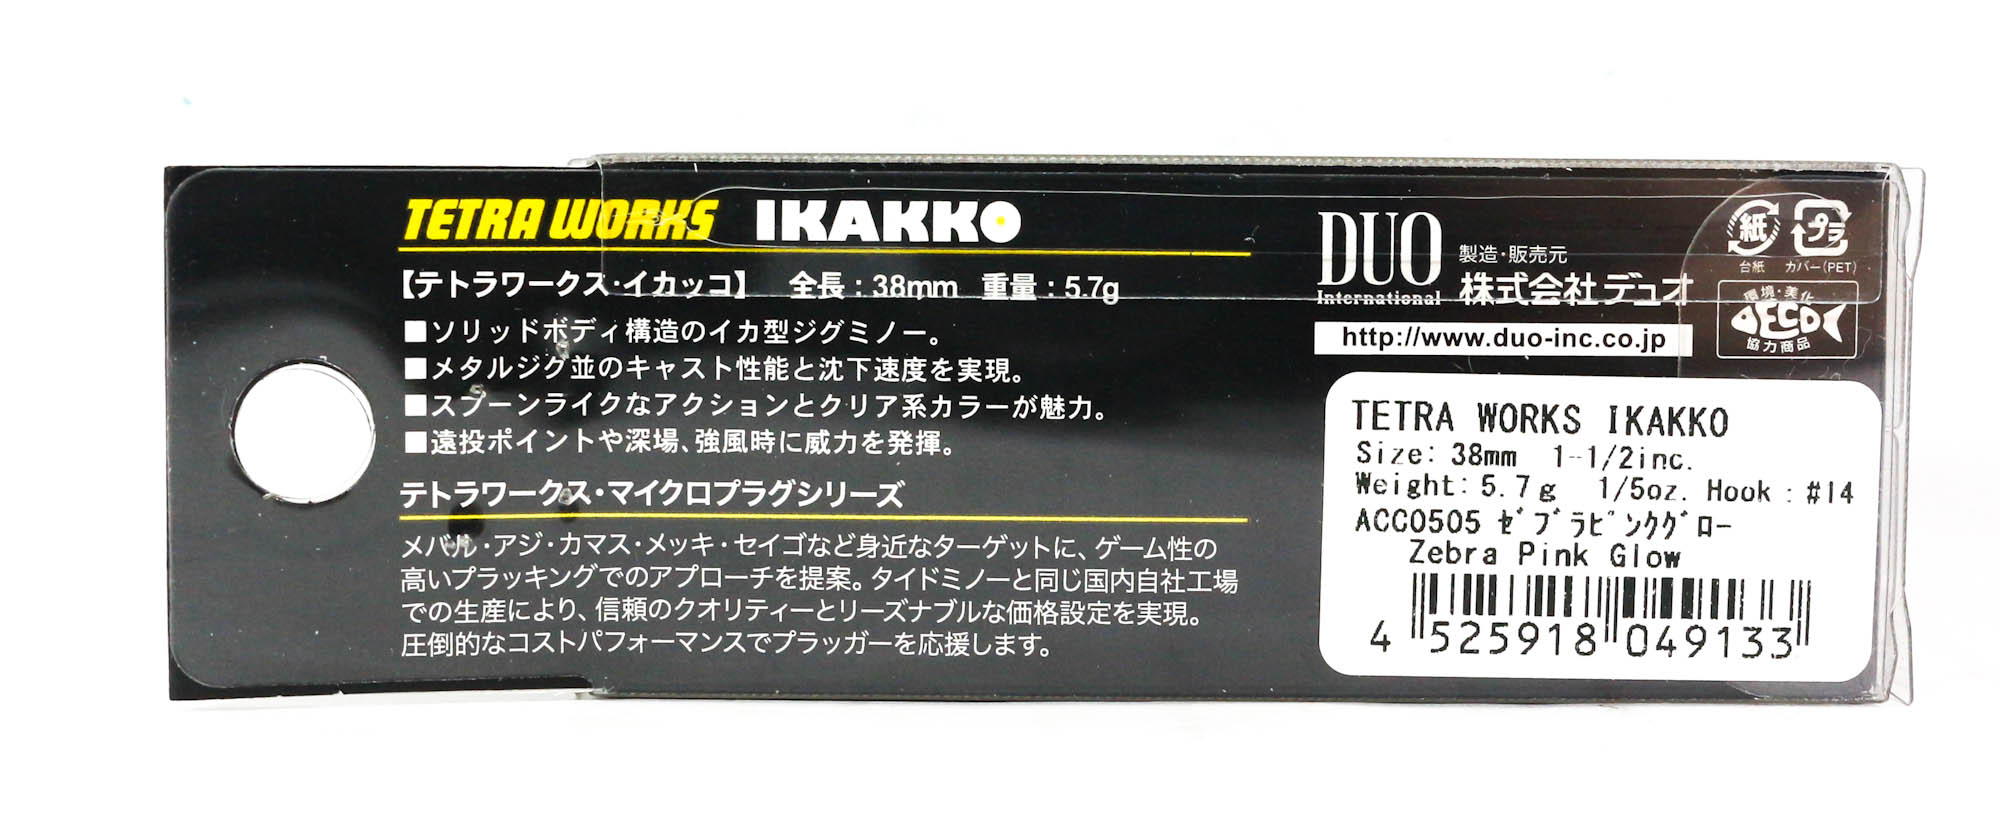 TETRA WORKS IKAKKO
【テトラワークス・イカッコ】 全長：38mm 重量：5.7g
■ソリッドボディ構造のイカ型ジグミノー。
■メタルジグ並のキャスト性能と沈下速度を実現。
■スプーンライクなアクションとクリア系カラーが魅力。
■遠投ポイントや深場、強風時に威力を発揮。
テトラワークス・マイクロプラグシリーズ
メバル・アジ・カマス・メッキ・セイゴなど身近なターゲットに、ゲーム性の
高いプラッキングでのアプローチを提案。タイドミノーと同じ国内自社工場
での生産により、信頼のクオリティーとリーズナブルな価格設定を実現。
圧倒的なコストパフォーマンスでプラッガーを応援します。
DUO
International
製造・販売元
株式会社デュオ
http://www.duo-inc.co.jp
紙 プラ
台紙 カバー(PET)
環境・美化
ECO
協力商品
TETRA WORKS IKAKKO
Size: 38mm 1-1/2inc.
Weight: 5.7g 1/5oz. Hook : #14
ACC0505 ｾﾞﾌﾞﾗﾋﾟﾝｸｸﾞﾛｰ
Zebra Pink Glow
4 525918 049133